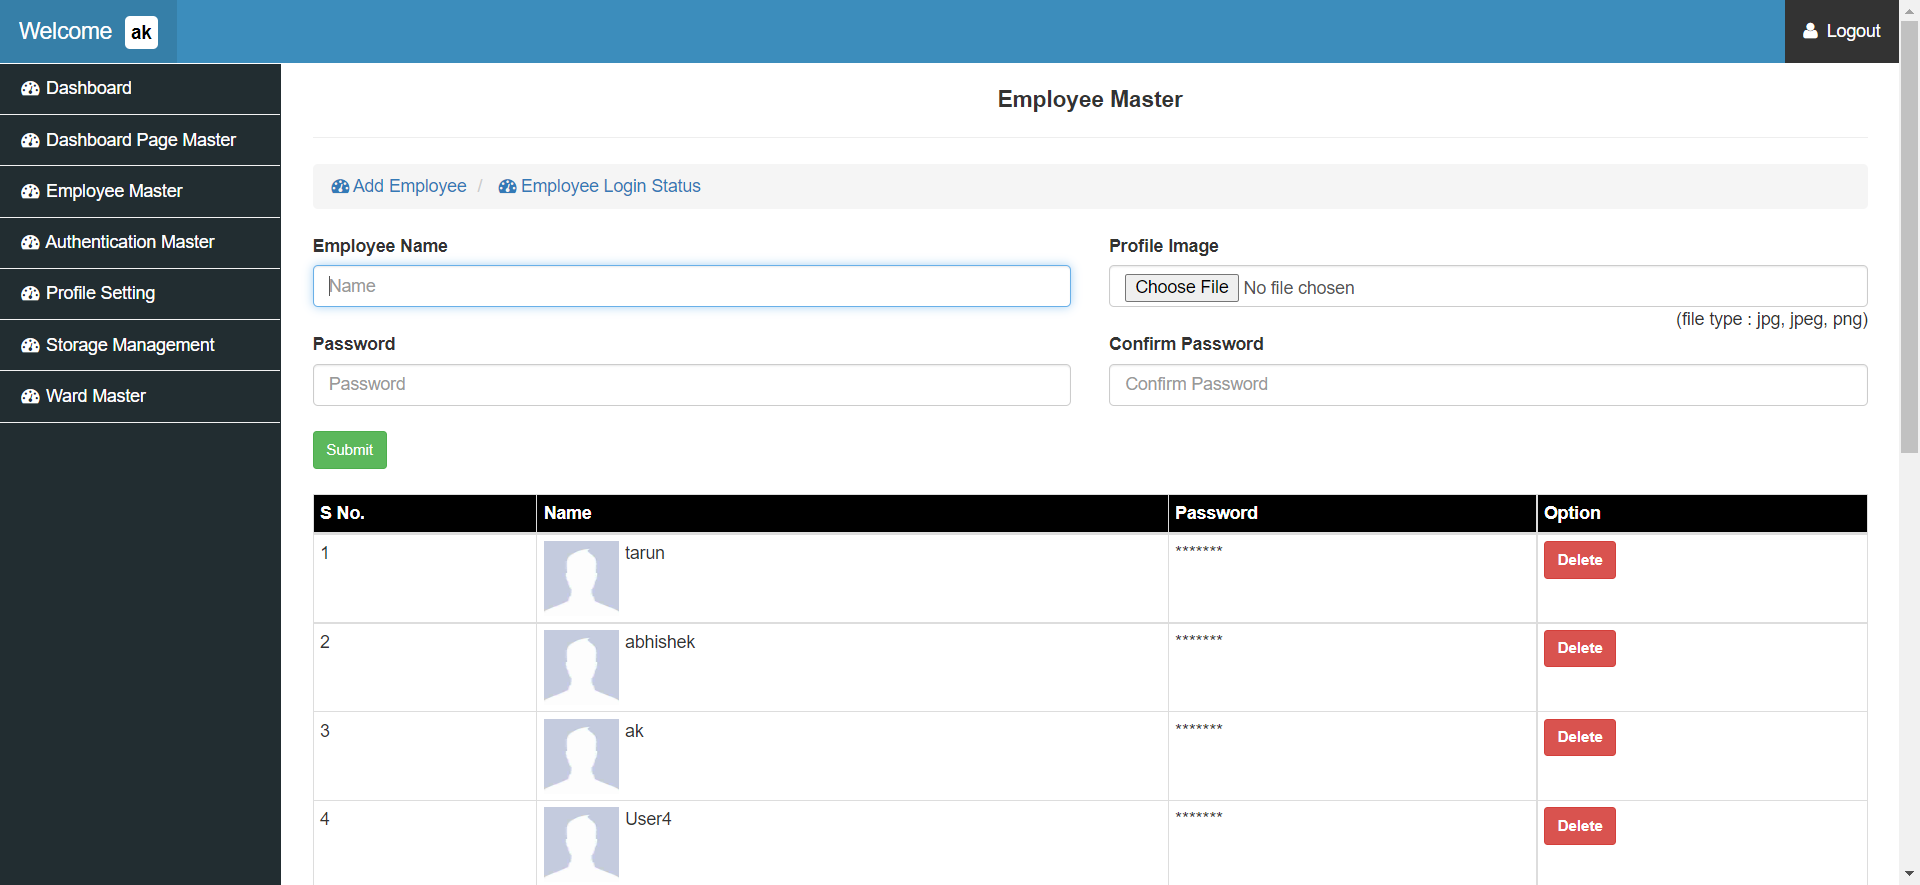 Welcome ak
Logout
Dashboard
Dashboard Page Master
Employee Master
Authentication Master
Profile Setting
Storage Management
Ward Master
Employee Master
Add Employee / Employee Login Status
Employee Name
Name
Profile Image
Choose File No file chosen
(file type : jpg, jpeg, png)
Password
Password
Confirm Password
Confirm Password
Submit
S No. Name Password Option
1 tarun ******* Delete
2 abhishek ******* Delete
3 ak ******* Delete
4 User4 ******* Delete